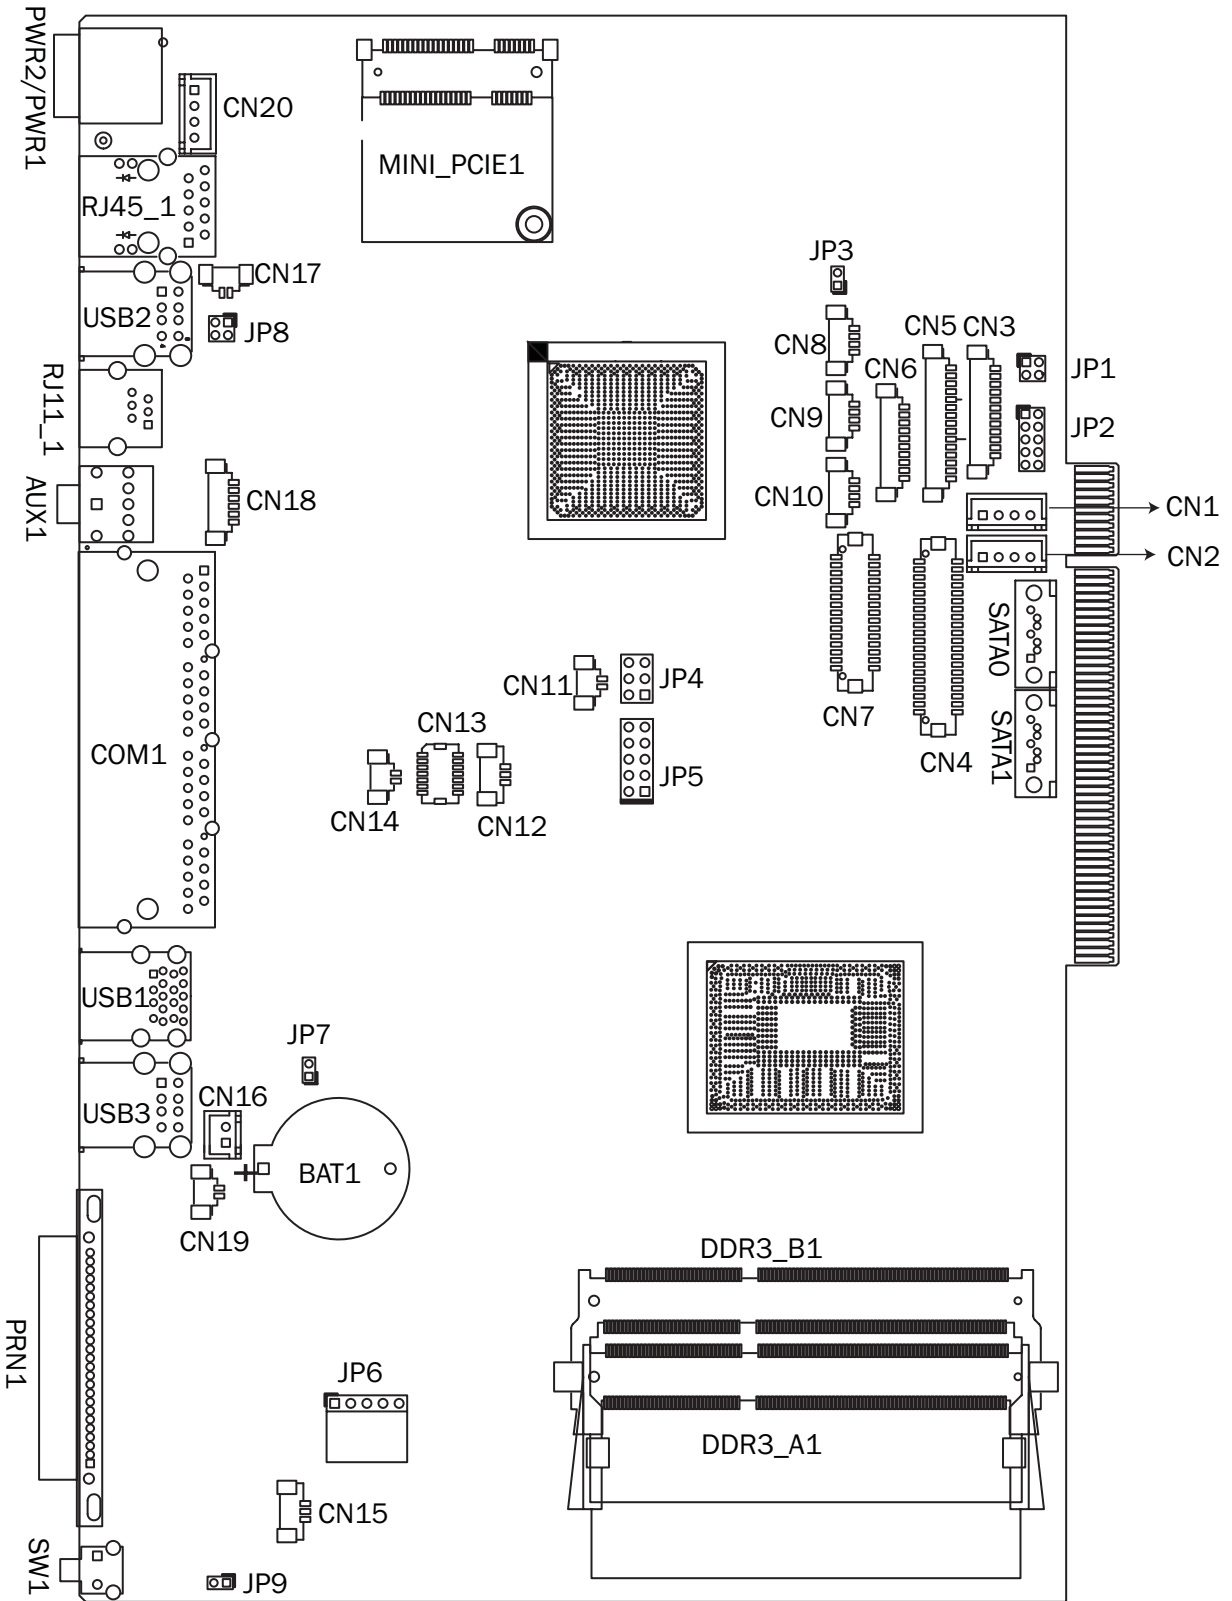 PWR2/PWR1
CN20
MINI_PCIE1
RJ45_1
CN17
JP3
USB2
JP8
CN8
CN5
CN3
CN6
JP1
RJ11_1
CN9
JP2
AUX1
CN18
CN10
CN1
CN2
SATA0
CN11
JP4
CN7
SATA1
CN13
COM1
CN4
JP5
CN14
CN12
USB1
JP7
CN16
USB3
+
BAT1
CN19
DDR3_B1
PRN1
JP6
DDR3_A1
CN15
SW1
JP9